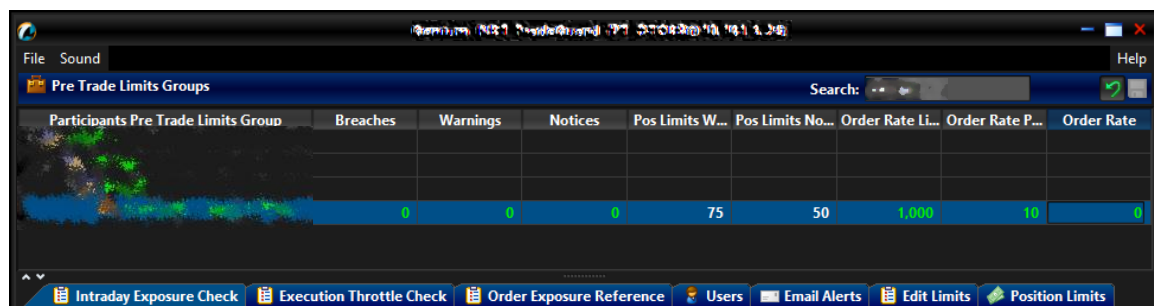 File Sound Help
Pre Trade Limits Groups Search:
Participants Pre Trade Limits Group Breaches Warnings Notices Pos Limits W... Pos Limits No... Order Rate Li... Order Rate P... Order Rate
0 0 0 75 50 1,000 10 0
Intraday Exposure Check Execution Throttle Check Order Exposure Reference Users Email Alerts Edit Limits Position Limits